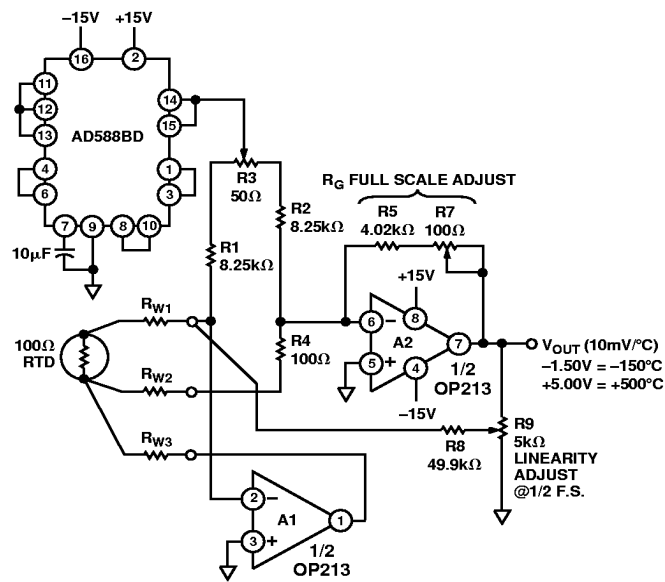 –15V +15V
16 2
11
12
13
14
15
AD588BD
4
6
1
3
7 9 8 10
10µF
R3
50Ω
R1
8.25kΩ
R2
8.25kΩ
RG FULL SCALE ADJUST
R5
4.02kΩ
R7
100Ω
+15V
8
6 –
A2
5 +
7
4
–15V
1/2
OP213
VOUT (10mV/°C)
–1.50V = –150°C
+5.00V = +500°C
R4
100Ω
100Ω
RTD
RW1
RW2
RW3
R8
49.9kΩ
R9
5kΩ
LINEARITY
ADJUST
@1/2 F.S.
2 –
A1
3 +
1
1/2
OP213